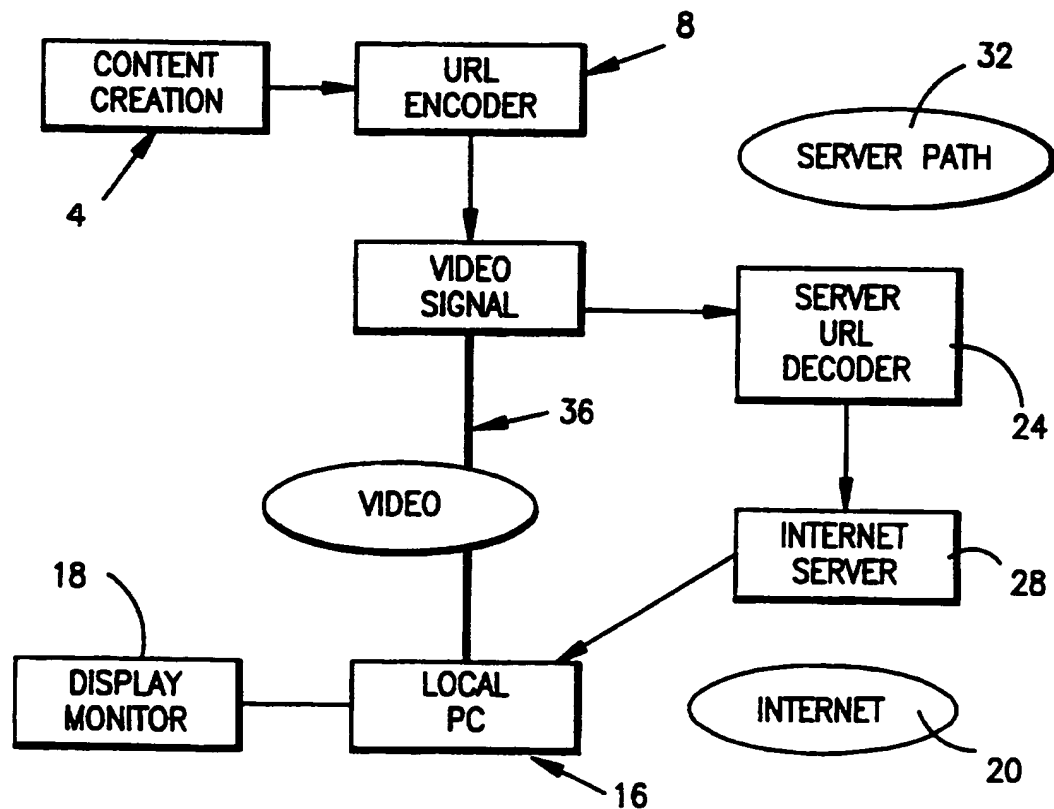 8
CONTENT
CREATION
URL
ENCODER
32
SERVER PATH
4
VIDEO
SIGNAL
SERVER
URL
DECODER
36
24
VIDEO
INTERNET
SERVER
18
28
DISPLAY
MONITOR
LOCAL
PC
INTERNET
20
16